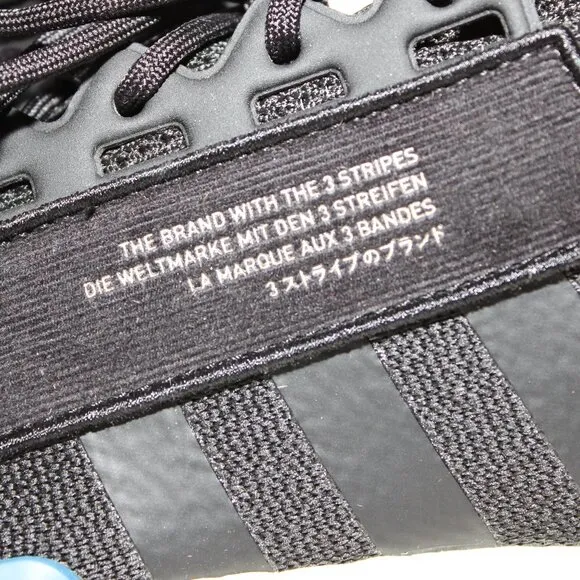 THE BRAND WITH THE 3 STRIPES
DIE WELTMARKE MIT DEN 3 STREIFEN
LA MARQUE AUX 3 BANDES
3ストライプのブランド